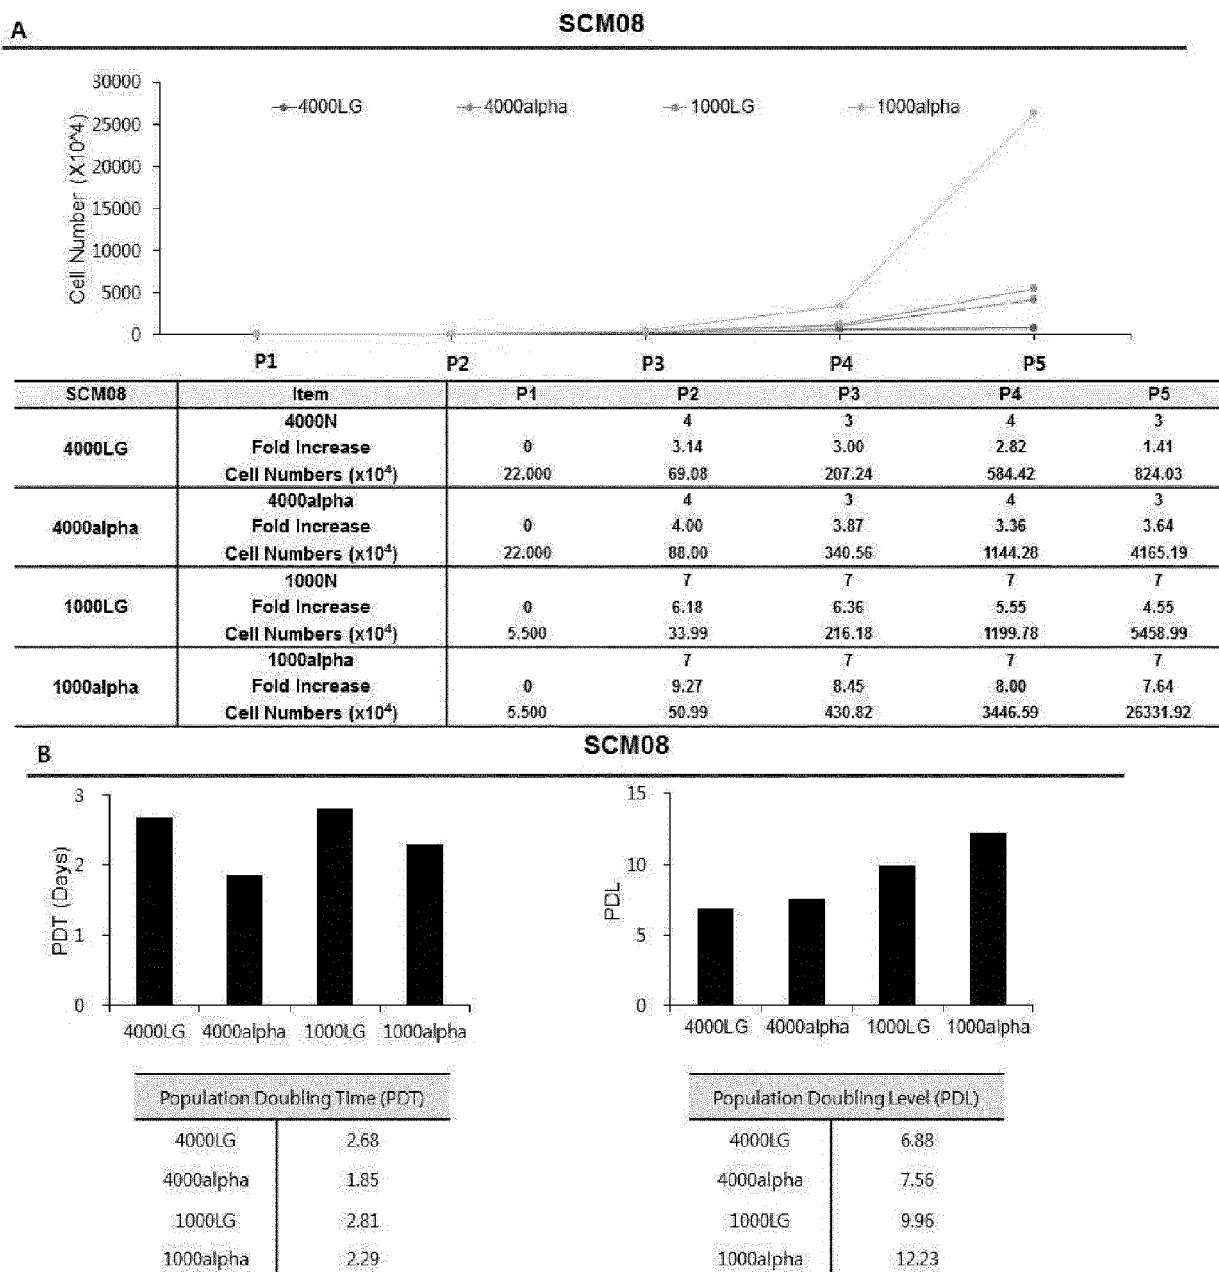 A
SCM08
30000
25000
20000
15000
10000
5000
0
Cell Number (X10^4)
4000LG 4000alpha 1000LG 1000alpha
P1 P2 P3 P4 P5
SCM08 Item P1 P2 P3 P4 P5
4000N 4 3 4 3
4000LG Fold Increase 0 3.14 3.00 2.82 1.41
Cell Numbers (x10⁴) 22.000 69.08 207.24 584.42 824.03
4000alpha 4 3 4 3
4000alpha Fold Increase 0 4.00 3.87 3.36 3.64
Cell Numbers (x10⁴) 22.000 88.00 340.56 1144.28 4165.19
1000N 7 7 7 7
1000LG Fold Increase 0 6.18 6.36 5.55 4.55
Cell Numbers (x10⁴) 5.500 33.99 216.18 1199.78 5458.99
1000alpha 7 7 7 7
1000alpha Fold Increase 0 9.27 8.45 8.00 7.64
Cell Numbers (x10⁴) 5.500 50.99 430.82 3446.59 26331.92
B
SCM08
3
2
1
0
PDT (Days)
4000LG 4000alpha 1000LG 1000alpha
15
10
5
0
PDL
4000LG 4000alpha 1000LG 1000alpha
Population Doubling Time (PDT)
4000LG 2.68
4000alpha 1.85
1000LG 2.81
1000alpha 2.29
Population Doubling Level (PDL)
4000LG 6.88
4000alpha 7.56
1000LG 9.96
1000alpha 12.23